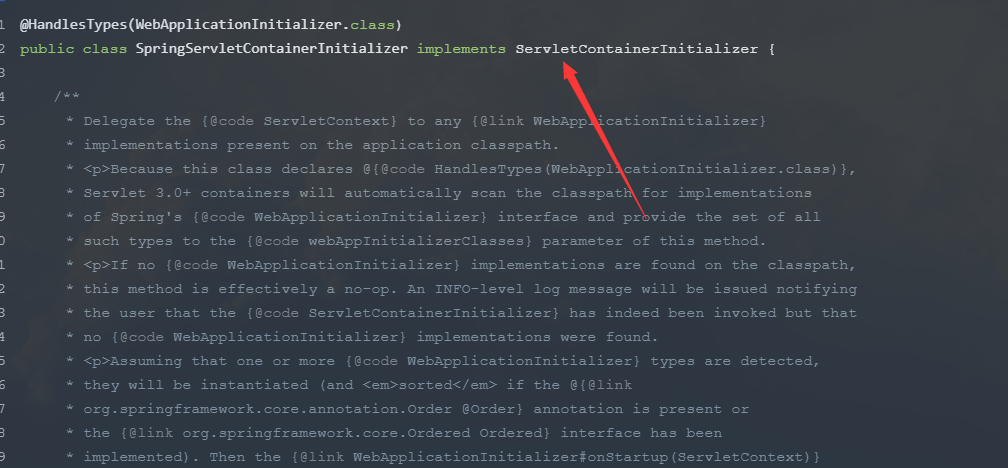 1 @HandlesTypes(WebApplicationInitializer.class)
2 public class SpringServletContainerInitializer implements ServletContainerInitializer {
3
4 /**
5 * Delegate the {@code ServletContext} to any {@link WebApplicationInitializer}
6 * implementations present on the application classpath.
7 * <p>Because this class declares @{@code HandlesTypes(WebApplicationInitializer.class)},
8 * Servlet 3.0+ containers will automatically scan the classpath for implementations
9 * of Spring's {@code WebApplicationInitializer} interface and provide the set of all
0 * such types to the {@code webAppInitializerClasses} parameter of this method.
1 * <p>If no {@code WebApplicationInitializer} implementations are found on the classpath,
2 * this method is effectively a no-op. An INFO-level log message will be issued notifying
3 * the user that the {@code ServletContainerInitializer} has indeed been invoked but that
4 * no {@code WebApplicationInitializer} implementations were found.
5 * <p>Assuming that one or more {@code WebApplicationInitializer} types are detected,
6 * they will be instantiated (and <em>sorted</em> if the @{@link
7 * org.springframework.core.annotation.Order @Order} annotation is present or
8 * the {@link org.springframework.core.Ordered Ordered} interface has been
9 * implemented). Then the {@link WebApplicationInitializer#onStartup(ServletContext)}